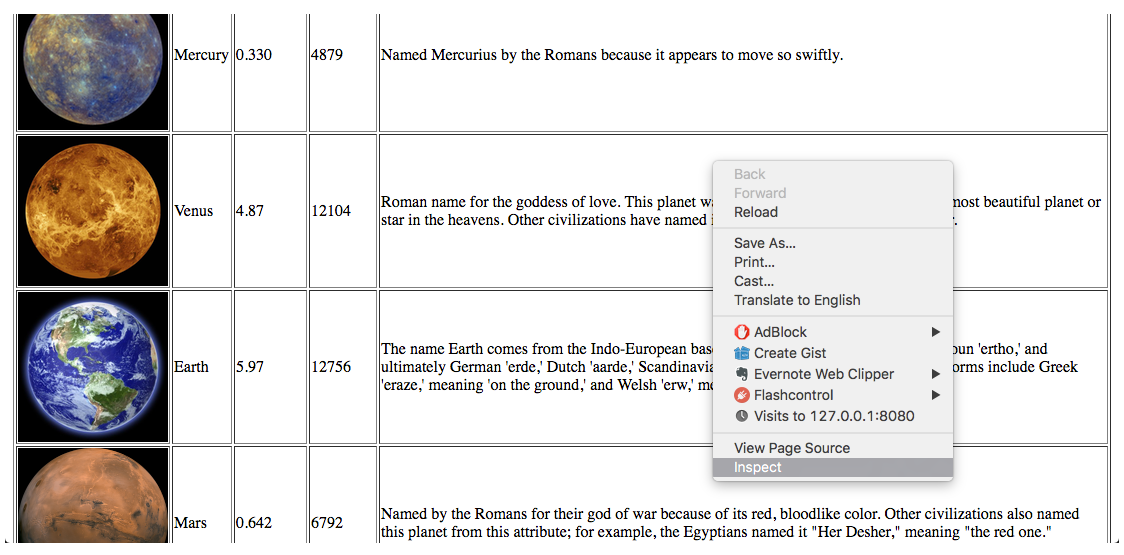 Mercury 0.330 4879 Named Mercurius by the Romans because it appears to move so swiftly.
Venus 4.87 12104
Roman name for the goddess of love. This planet wa most beautiful planet or
star in the heavens. Other civilizations have named
Earth 5.97 12756
The name Earth comes from the Indo-European bas 'ertho,' and
ultimately German 'erde,' Dutch 'aarde,' Scandinavia orms include Greek
'eraze,' meaning 'on the ground,' and Welsh 'erw,' m
Mars 0.642 6792
Named by the Romans for their god of war because of its red, bloodlike color. Other civilizations also named
this planet from this attribute; for example, the Egyptians named it "Her Desher," meaning "the red one."
Back
Forward
Reload
Save As...
Print...
Cast...
Translate to English
AdBlock
Create Gist
Evernote Web Clipper
Flashcontrol
Visits to 127.0.0.1:8080
View Page Source
Inspect